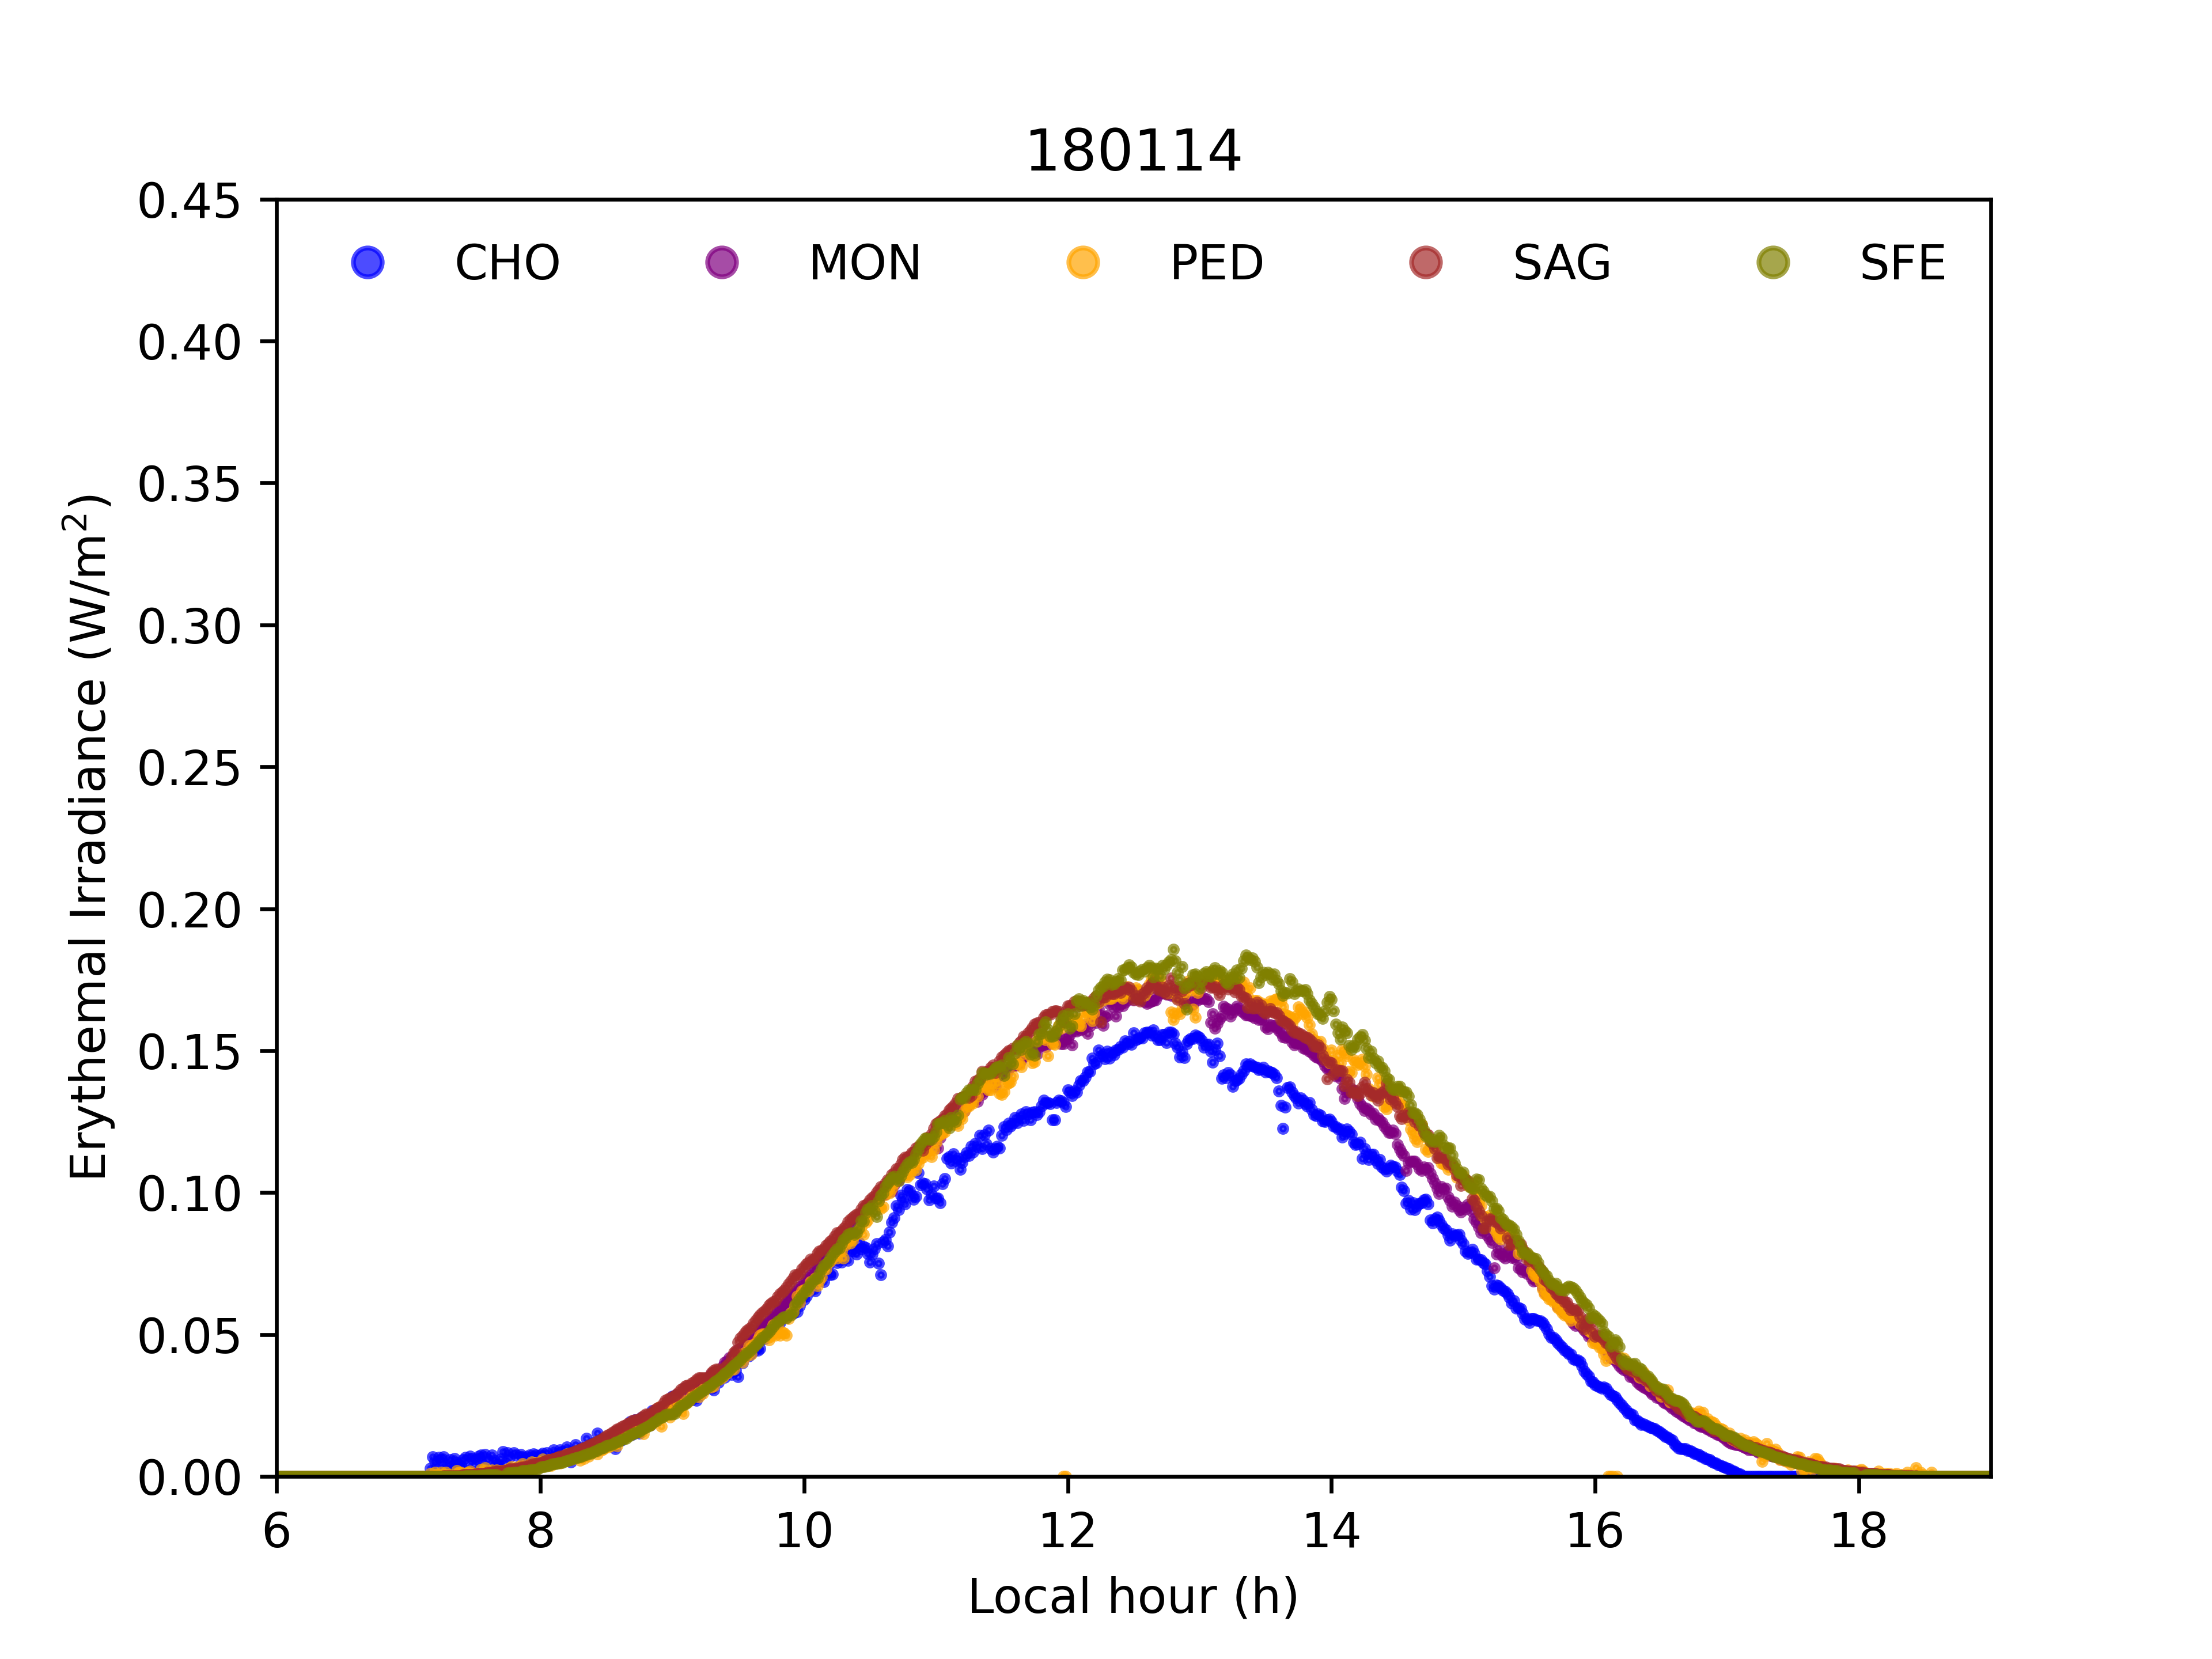 180114
CHO MON PED SAG SFE
Erythemal Irradiance (W/m²)
0.45
0.40
0.35
0.30
0.25
0.20
0.15
0.10
0.05
0.00
6 8 10 12 14 16 18
Local hour (h)